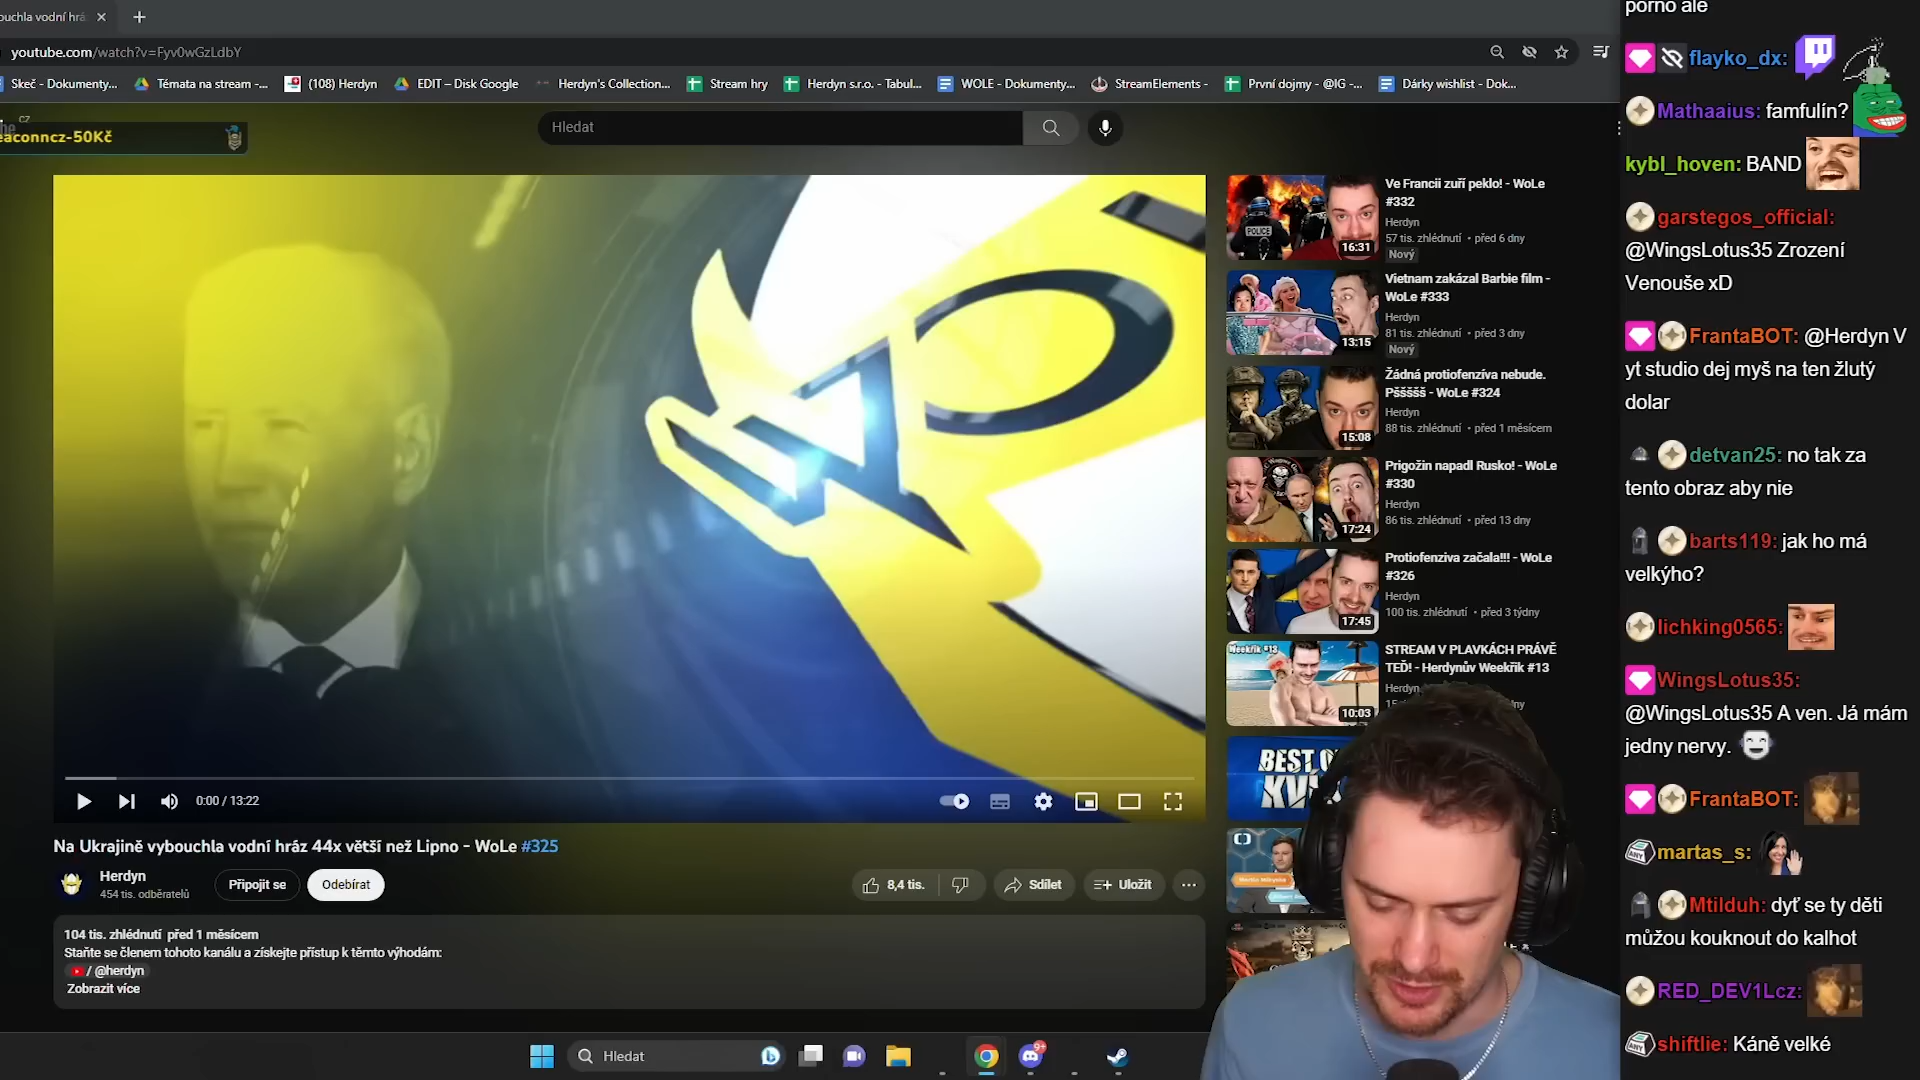 ouchla vodní hrá
youtube.com/watch?v=Fyv0wGzLdbY
Skeč - Dokumenty...
Témata na stream -...
(108) Herdyn
EDIT – Disk Google
Herdyn's Collection...
Stream hry
Herdyn s.r.o. - Tabul...
WOLE - Dokumenty...
StreamElements -
První dojmy - @IG -...
Dárky wishlist - Dok...
CZ
eaconncz-50Kč
Hledat
0:00 / 13:22
Na Ukrajině vybouchla vodní hráz 44x větší než Lipno - WoLe #325
Herdyn
454 tis. odběratelů
Připojit se
Odebírat
8,4 tis.
Sdílet
Uložit
104 tis. zhlédnutí před 1 měsícem
Staňte se členem tohoto kanálu a získejte přístup k těmto výhodám:
/ @herdyn
Zobrazit více
POLICE
16:31
Ve Francii zuří peklo! - WoLe
#332
Herdyn
57 tis. zhlédnutí • před 6 dny
Nový
13:15
Vietnam zakázal Barbie film -
WoLe #333
Herdyn
81 tis. zhlédnutí • před 3 dny
Nový
15:08
Žádná protiofenzíva nebude.
Pššššš - WoLe #324
Herdyn
88 tis. zhlédnutí • před 1 měsícem
17:24
Prigožin napadl Rusko! - WoLe
#330
Herdyn
86 tis. zhlédnutí • před 13 dny
17:45
Protiofenziva začala!!! - WoLe
#326
Herdyn
100 tis. zhlédnutí • před 3 týdny
Weekřik #13
10:03
STREAM V PLAVKÁCH PRÁVĚ
TEĎ! - Herdynův Weekřik #13
Herdyn
BEST O
KVÍ
Hledat
9+
porno ale
flayko_dx:
Mathaaius: famfulín?
kybl_hoven: BAND
garstegos_official:
@WingsLotus35 Zrození
Venouše xD
FrantaBOT: @Herdyn V
yt studio dej myš na ten žlutý
dolar
detvan25: no tak za
tento obraz aby nie
barts119: jak ho má
velkýho?
lichking0565:
WingsLotus35:
@WingsLotus35 A ven. Já mám
jedny nervy.
FrantaBOT:
martas_s:
Mtilduh: dyť se ty děti
můžou kouknout do kalhot
RED_DEV1Lcz:
shiftlie: Káně velké